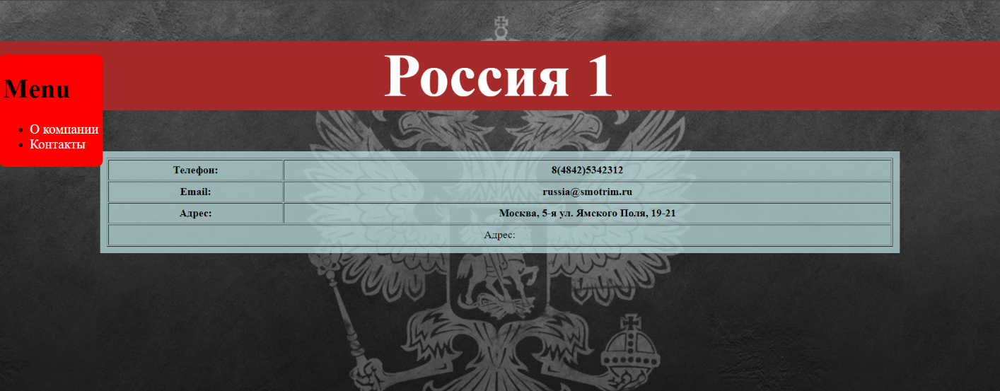 Россия 1
Menu
О компании
Контакты
Телефон: 8(4842)5342312
Email: russia@smotrim.ru
Адрес: Москва, 5-я ул. Ямского Поля, 19-21
Адрес: